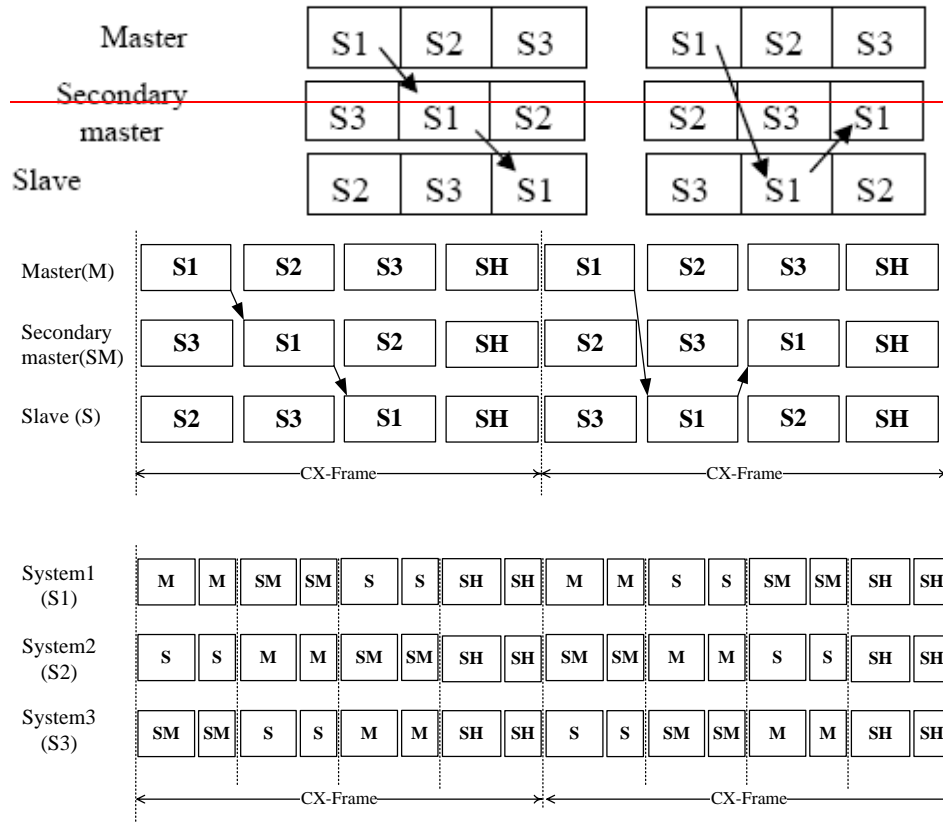 Master S1 S2 S3 S1 S2 S3
Secondary
master S3 S1 S2 S2 S3 S1
Slave S2 S3 S1 S3 S1 S2
Master(M) S1 S2 S3 SH S1 S2 S3 SH
Secondary
master(SM) S3 S1 S2 SH S2 S3 S1 SH
Slave (S) S2 S3 S1 SH S3 S1 S2 SH
CX-Frame CX-Frame
System1
(S1) M M SM SM S S SH SH M M S S SM SM SH SH
System2
(S2) S S M M SM SM SH SH SM SM M M S S SH SH
System3
(S3) SM SM S S M M SH SH S S SM SM M M SH SH
CX-Frame CX-Frame